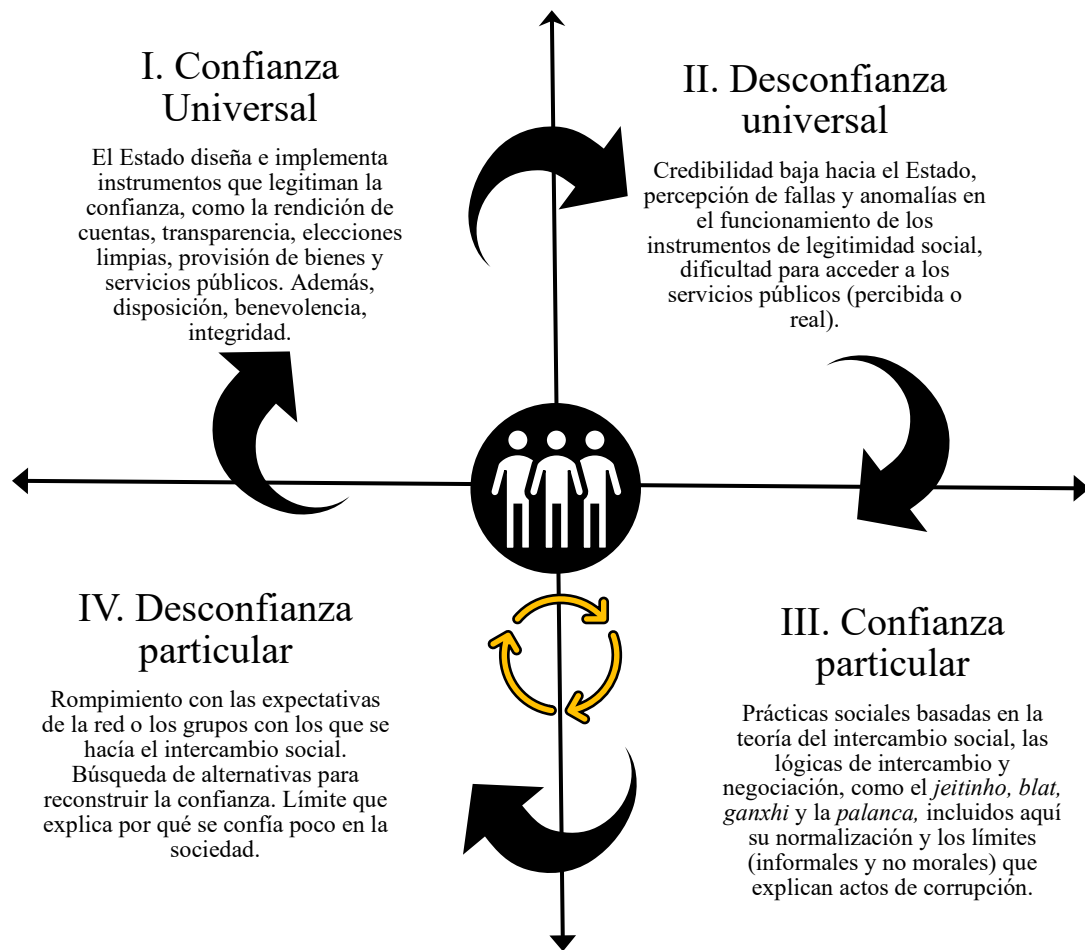 I. Confianza
Universal
El Estado diseña e implementa
instrumentos que legitiman la
confianza, como la rendición de
cuentas, transparencia, elecciones
limpias, provisión de bienes y
servicios públicos. Además,
disposición, benevolencia,
integridad.
II. Desconfianza
universal
Credibilidad baja hacia el Estado,
percepción de fallas y anomalías en
el funcionamiento de los
instrumentos de legitimidad social,
dificultad para acceder a los
servicios públicos (percibida o
real).
III. Confianza
particular
Prácticas sociales basadas en la
teoría del intercambio social, las
lógicas de intercambio y
negociación, como el jeitinho, blat,
ganxhi y la palanca, incluidos aquí
su normalización y los límites
(informales y no morales) que
explican actos de corrupción.
IV. Desconfianza
particular
Rompimiento con las expectativas
de la red o los grupos con los que se
hacía el intercambio social.
Búsqueda de alternativas para
reconstruir la confianza. Límite que
explica por qué se confía poco en la
sociedad.